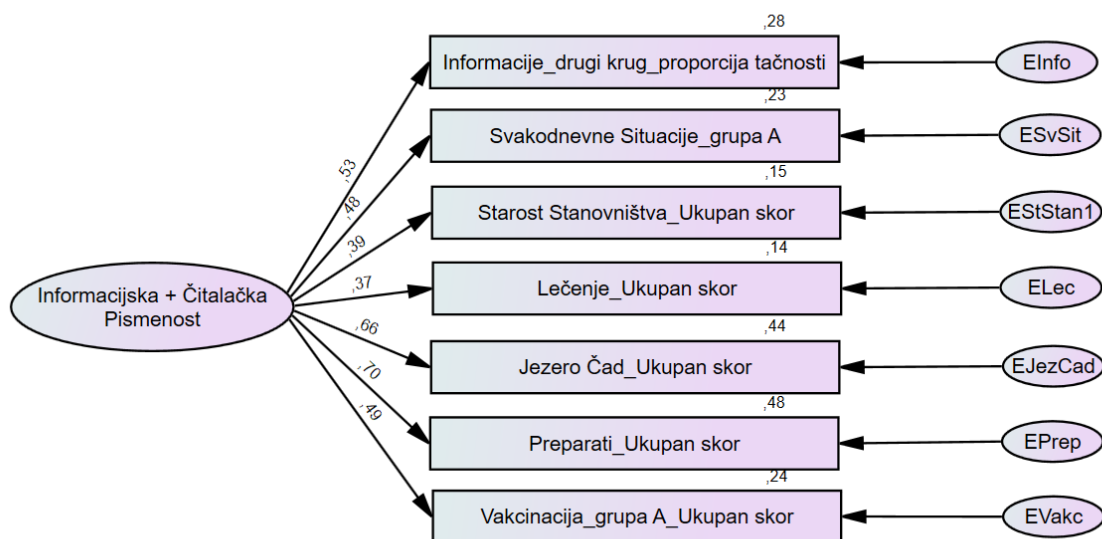 ,28
Informacije_drugi krug_proporcija tačnosti
EInfo
,53
,23
Svakodnevne Situacije_grupa A
ESvSit
,48
,15
Starost Stanovništva_Ukupan skor
EStStan1
,39
,14
Lečenje_Ukupan skor
ELec
,37
Informacijska + Čitalačka
Pismenost
,44
Jezero Čad_Ukupan skor
EJezCad
,66
,48
Preparati_Ukupan skor
EPrep
,70
,24
Vakcinacija_grupa A_Ukupan skor
EVakc
,49